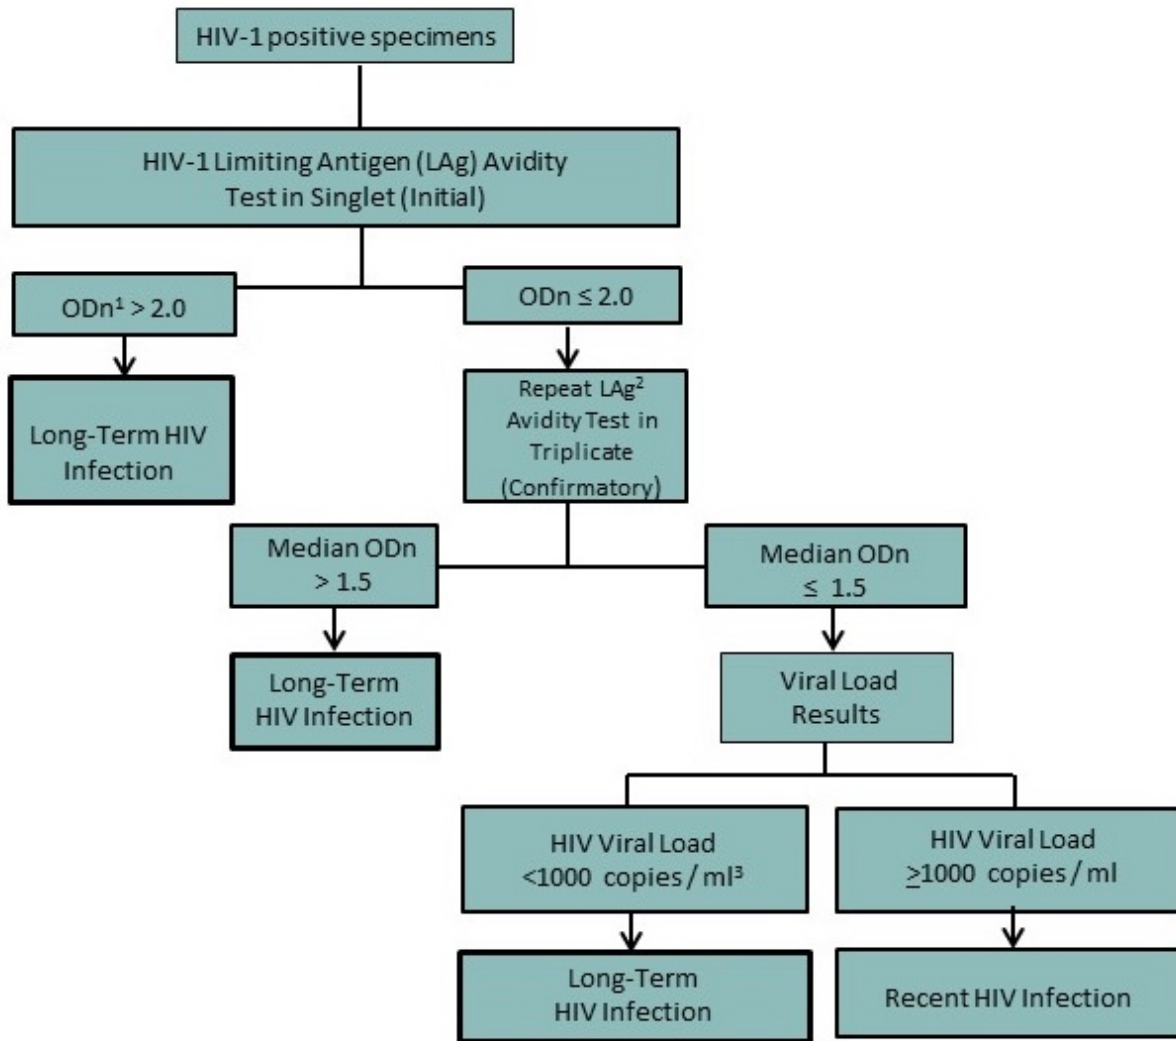 HIV-1 positive specimens
HIV-1 Limiting Antigen (LAg) Avidity
Test in Singlet (Initial)
ODn¹ > 2.0
ODn ≤ 2.0
Long-Term HIV
Infection
Repeat LAg²
Avidity Test in
Triplicate
(Confirmatory)
Median ODn
> 1.5
Median ODn
≤ 1.5
Long-Term
HIV Infection
Viral Load
Results
HIV Viral Load
<1000 copies / ml³
HIV Viral Load
≥1000 copies / ml
Long-Term
HIV Infection
Recent HIV Infection